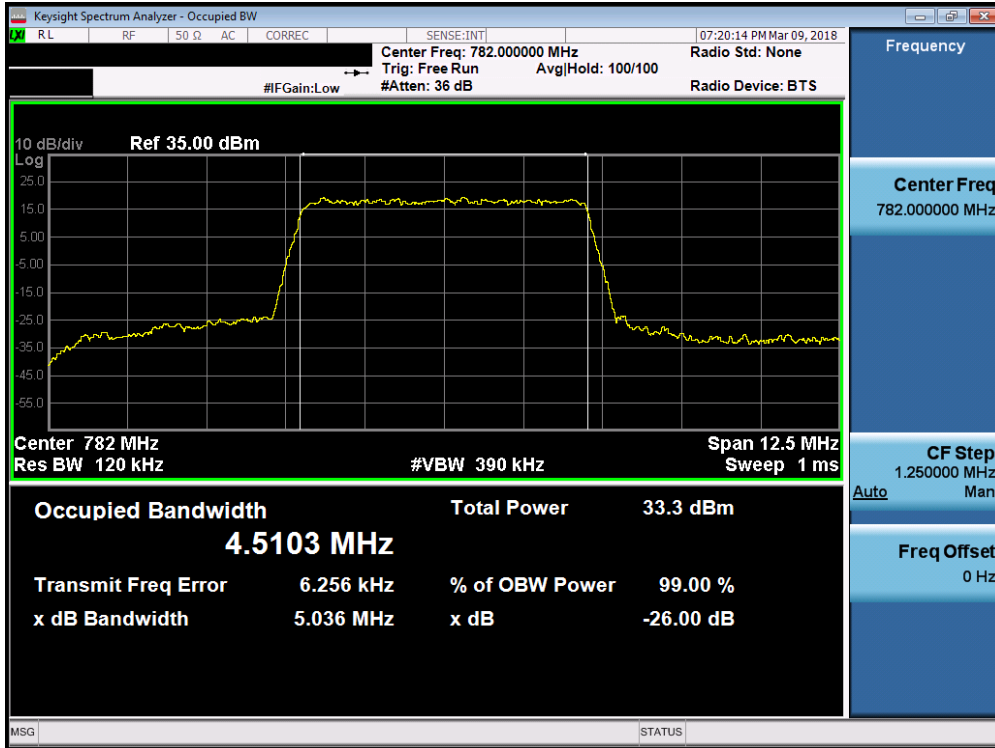 Keysight Spectrum Analyzer - Occupied BW
LXI RL RF 50 Ω AC CORREC SENSE:INT 07:20:14 PM Mar 09, 2018
Center Freq: 782.000000 MHz Radio Std: None
Trig: Free Run Avg|Hold: 100/100
#IFGain:Low #Atten: 36 dB Radio Device: BTS
Frequency
10 dB/div Ref 35.00 dBm
Log
25.0
15.0
5.00
-5.00
-15.0
-25.0
-35.0
-45.0
-55.0
Center 782 MHz Span 12.5 MHz
Res BW 120 kHz #VBW 390 kHz Sweep 1 ms
Center Freq
782.000000 MHz
CF Step
1.250000 MHz
Auto Man
Freq Offset
0 Hz
Occupied Bandwidth Total Power 33.3 dBm
4.5103 MHz
Transmit Freq Error 6.256 kHz % of OBW Power 99.00 %
x dB Bandwidth 5.036 MHz x dB -26.00 dB
MSG STATUS